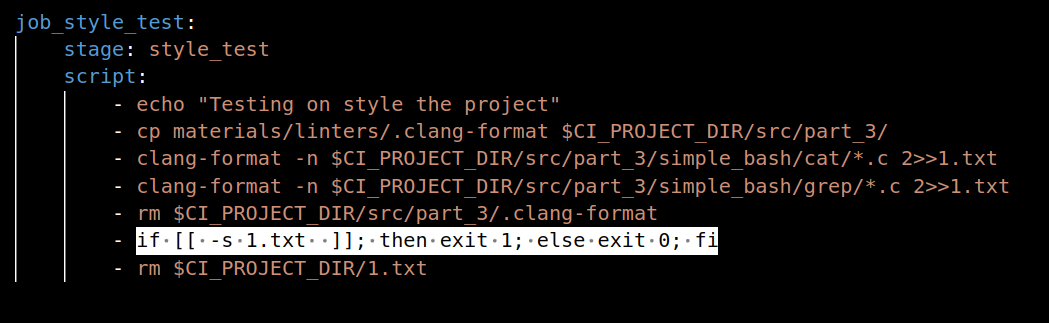 job_style_test:
stage: style_test
script:
- echo "Testing on style the project"
- cp materials/linters/.clang-format $CI_PROJECT_DIR/src/part_3/
- clang-format -n $CI_PROJECT_DIR/src/part_3/simple_bash/cat/*.c 2>>1.txt
- clang-format -n $CI_PROJECT_DIR/src/part_3/simple_bash/grep/*.c 2>>1.txt
- rm $CI_PROJECT_DIR/src/part_3/.clang-format
- if [[ -s 1.txt  ]]; then exit 1; else exit 0; fi
- rm $CI_PROJECT_DIR/1.txt